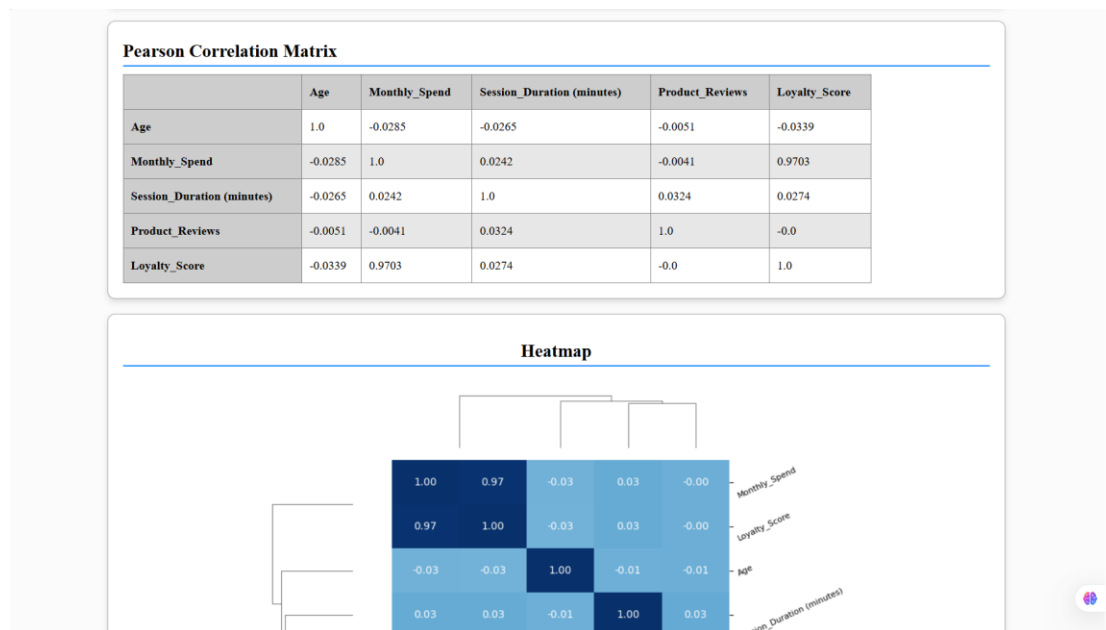 Pearson Correlation Matrix
Age Monthly_Spend Session_Duration (minutes) Product_Reviews Loyalty_Score
Age 1.0 -0.0285 -0.0265 -0.0051 -0.0339
Monthly_Spend -0.0285 1.0 0.0242 -0.0041 0.9703
Session_Duration (minutes) -0.0265 0.0242 1.0 0.0324 0.0274
Product_Reviews -0.0051 -0.0041 0.0324 1.0 -0.0
Loyalty_Score -0.0339 0.9703 0.0274 -0.0 1.0
Heatmap
1.00 0.97 -0.03 0.03 -0.00 Monthly_Spend
0.97 1.00 -0.03 0.03 -0.00 Loyalty_Score
-0.03 -0.03 1.00 -0.01 -0.01 Age
0.03 0.03 -0.01 1.00 0.03 on_Duration (minutes)